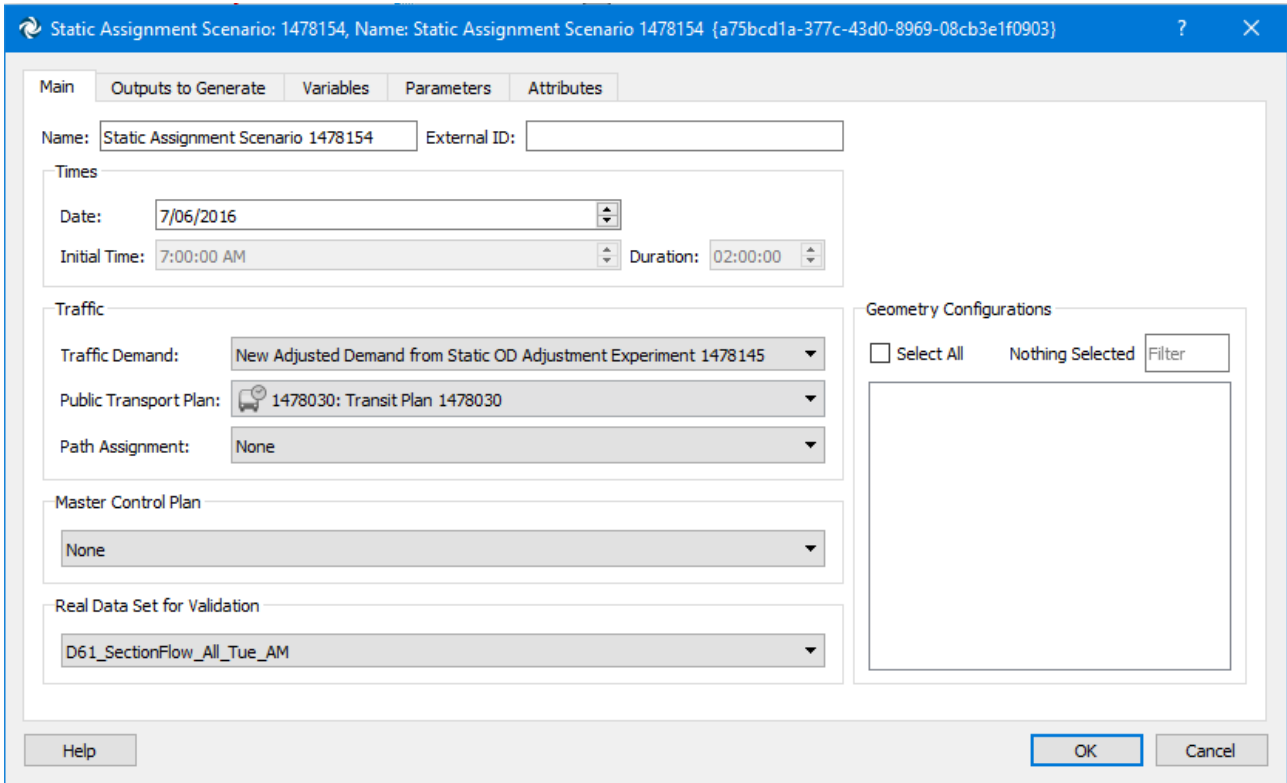 Static Assignment Scenario: 1478154, Name: Static Assignment Scenario 1478154 {a75bcd1a-377c-43d0-8969-08cb3e1f0903} ?
Main Outputs to Generate Variables Parameters Attributes
Name: Static Assignment Scenario 1478154 External ID:
Times
Date: 7/06/2016
Initial Time: 7:00:00 AM Duration: 02:00:00
Traffic
Traffic Demand: New Adjusted Demand from Static OD Adjustment Experiment 1478145
Public Transport Plan: 1478030: Transit Plan 1478030
Path Assignment: None
Master Control Plan
None
Real Data Set for Validation
D61_SectionFlow_All_Tue_AM
Geometry Configurations
Select All Nothing Selected Filter
Help OK Cancel